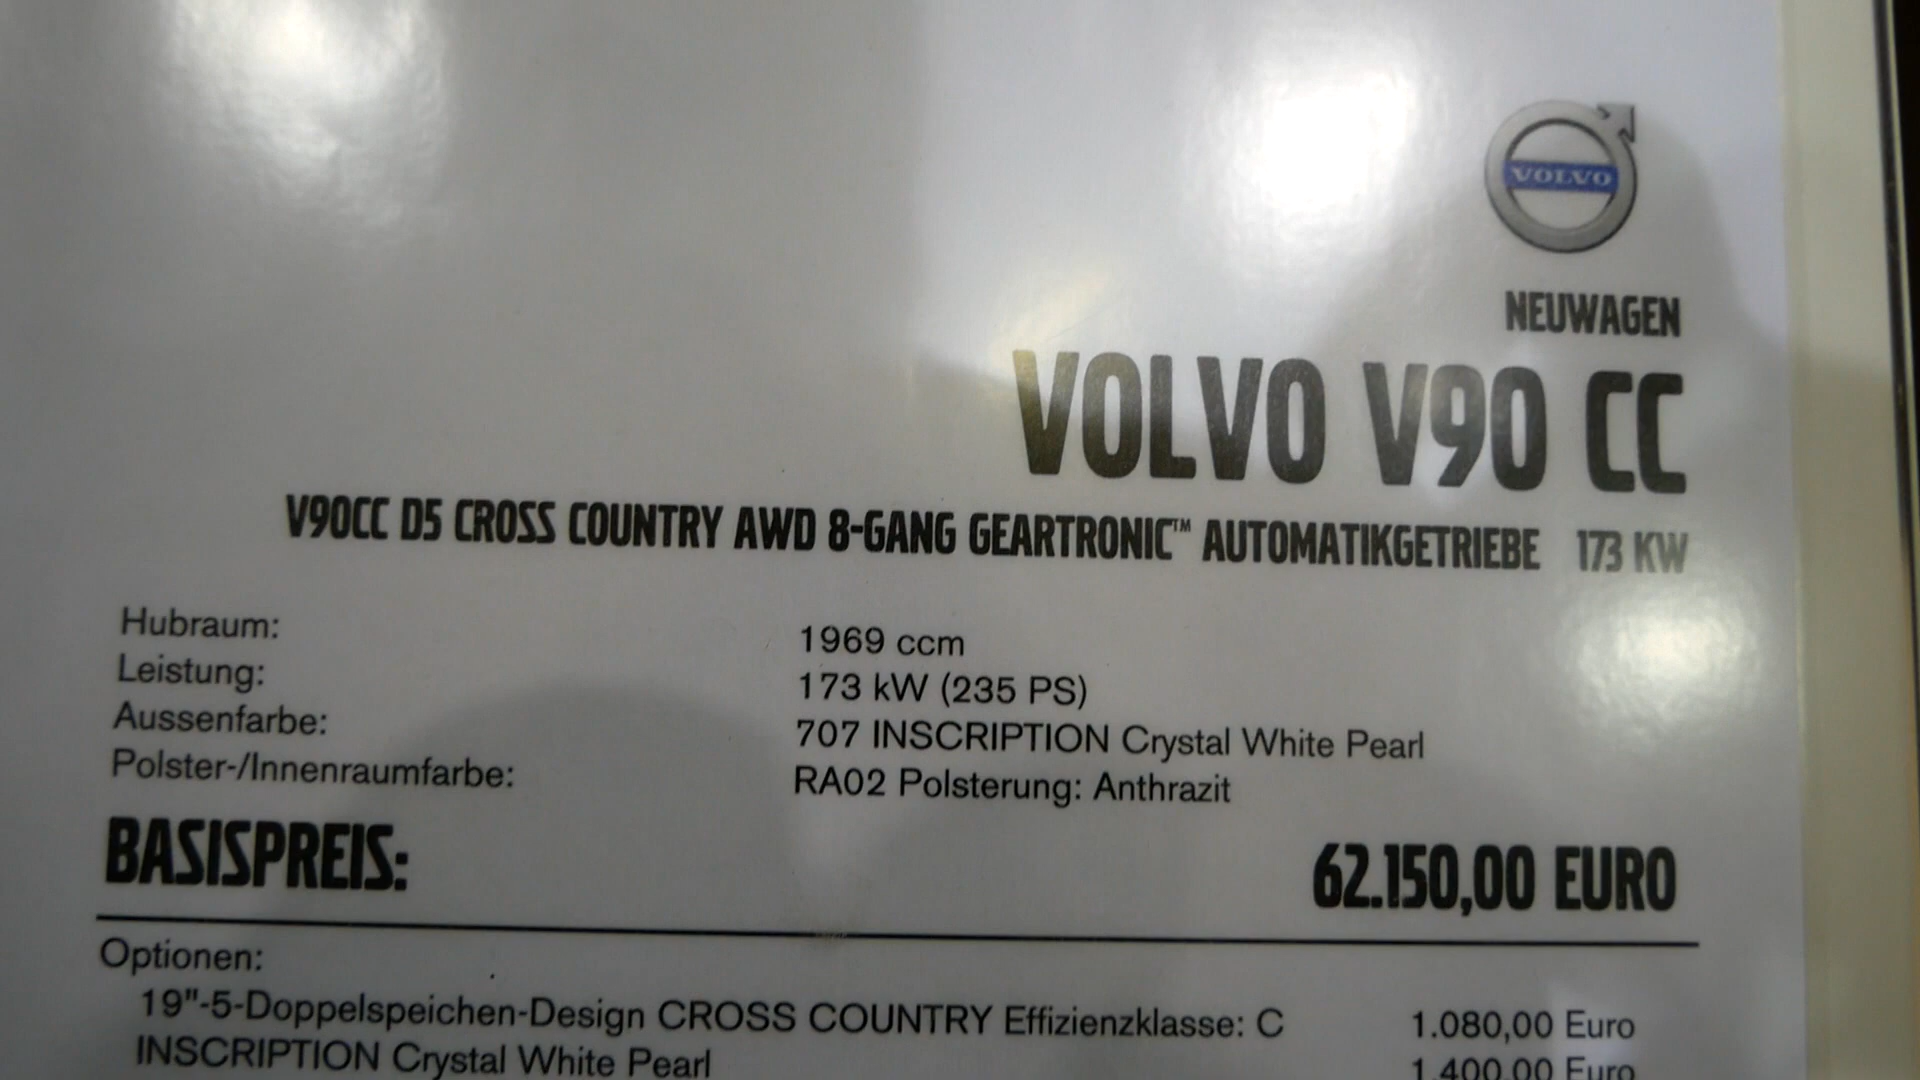 VOLVO
NEUWAGEN
VOLVO V90 CC
V90CC D5 CROSS COUNTRY AWD 8-GANG GEARTRONIC™ AUTOMATIKGETRIEBE 173 KW
Hubraum: 1969 ccm
Leistung: 173 kW (235 PS)
Aussenfarbe: 707 INSCRIPTION Crystal White Pearl
Polster-/Innenraumfarbe: RA02 Polsterung: Anthrazit
BASISPREIS: 62.150,00 EURO
Optionen:
19"-5-Doppelspeichen-Design CROSS COUNTRY Effizienzklasse: C 1.080,00 Euro
INSCRIPTION Crystal White Pearl 1.400,00 Euro